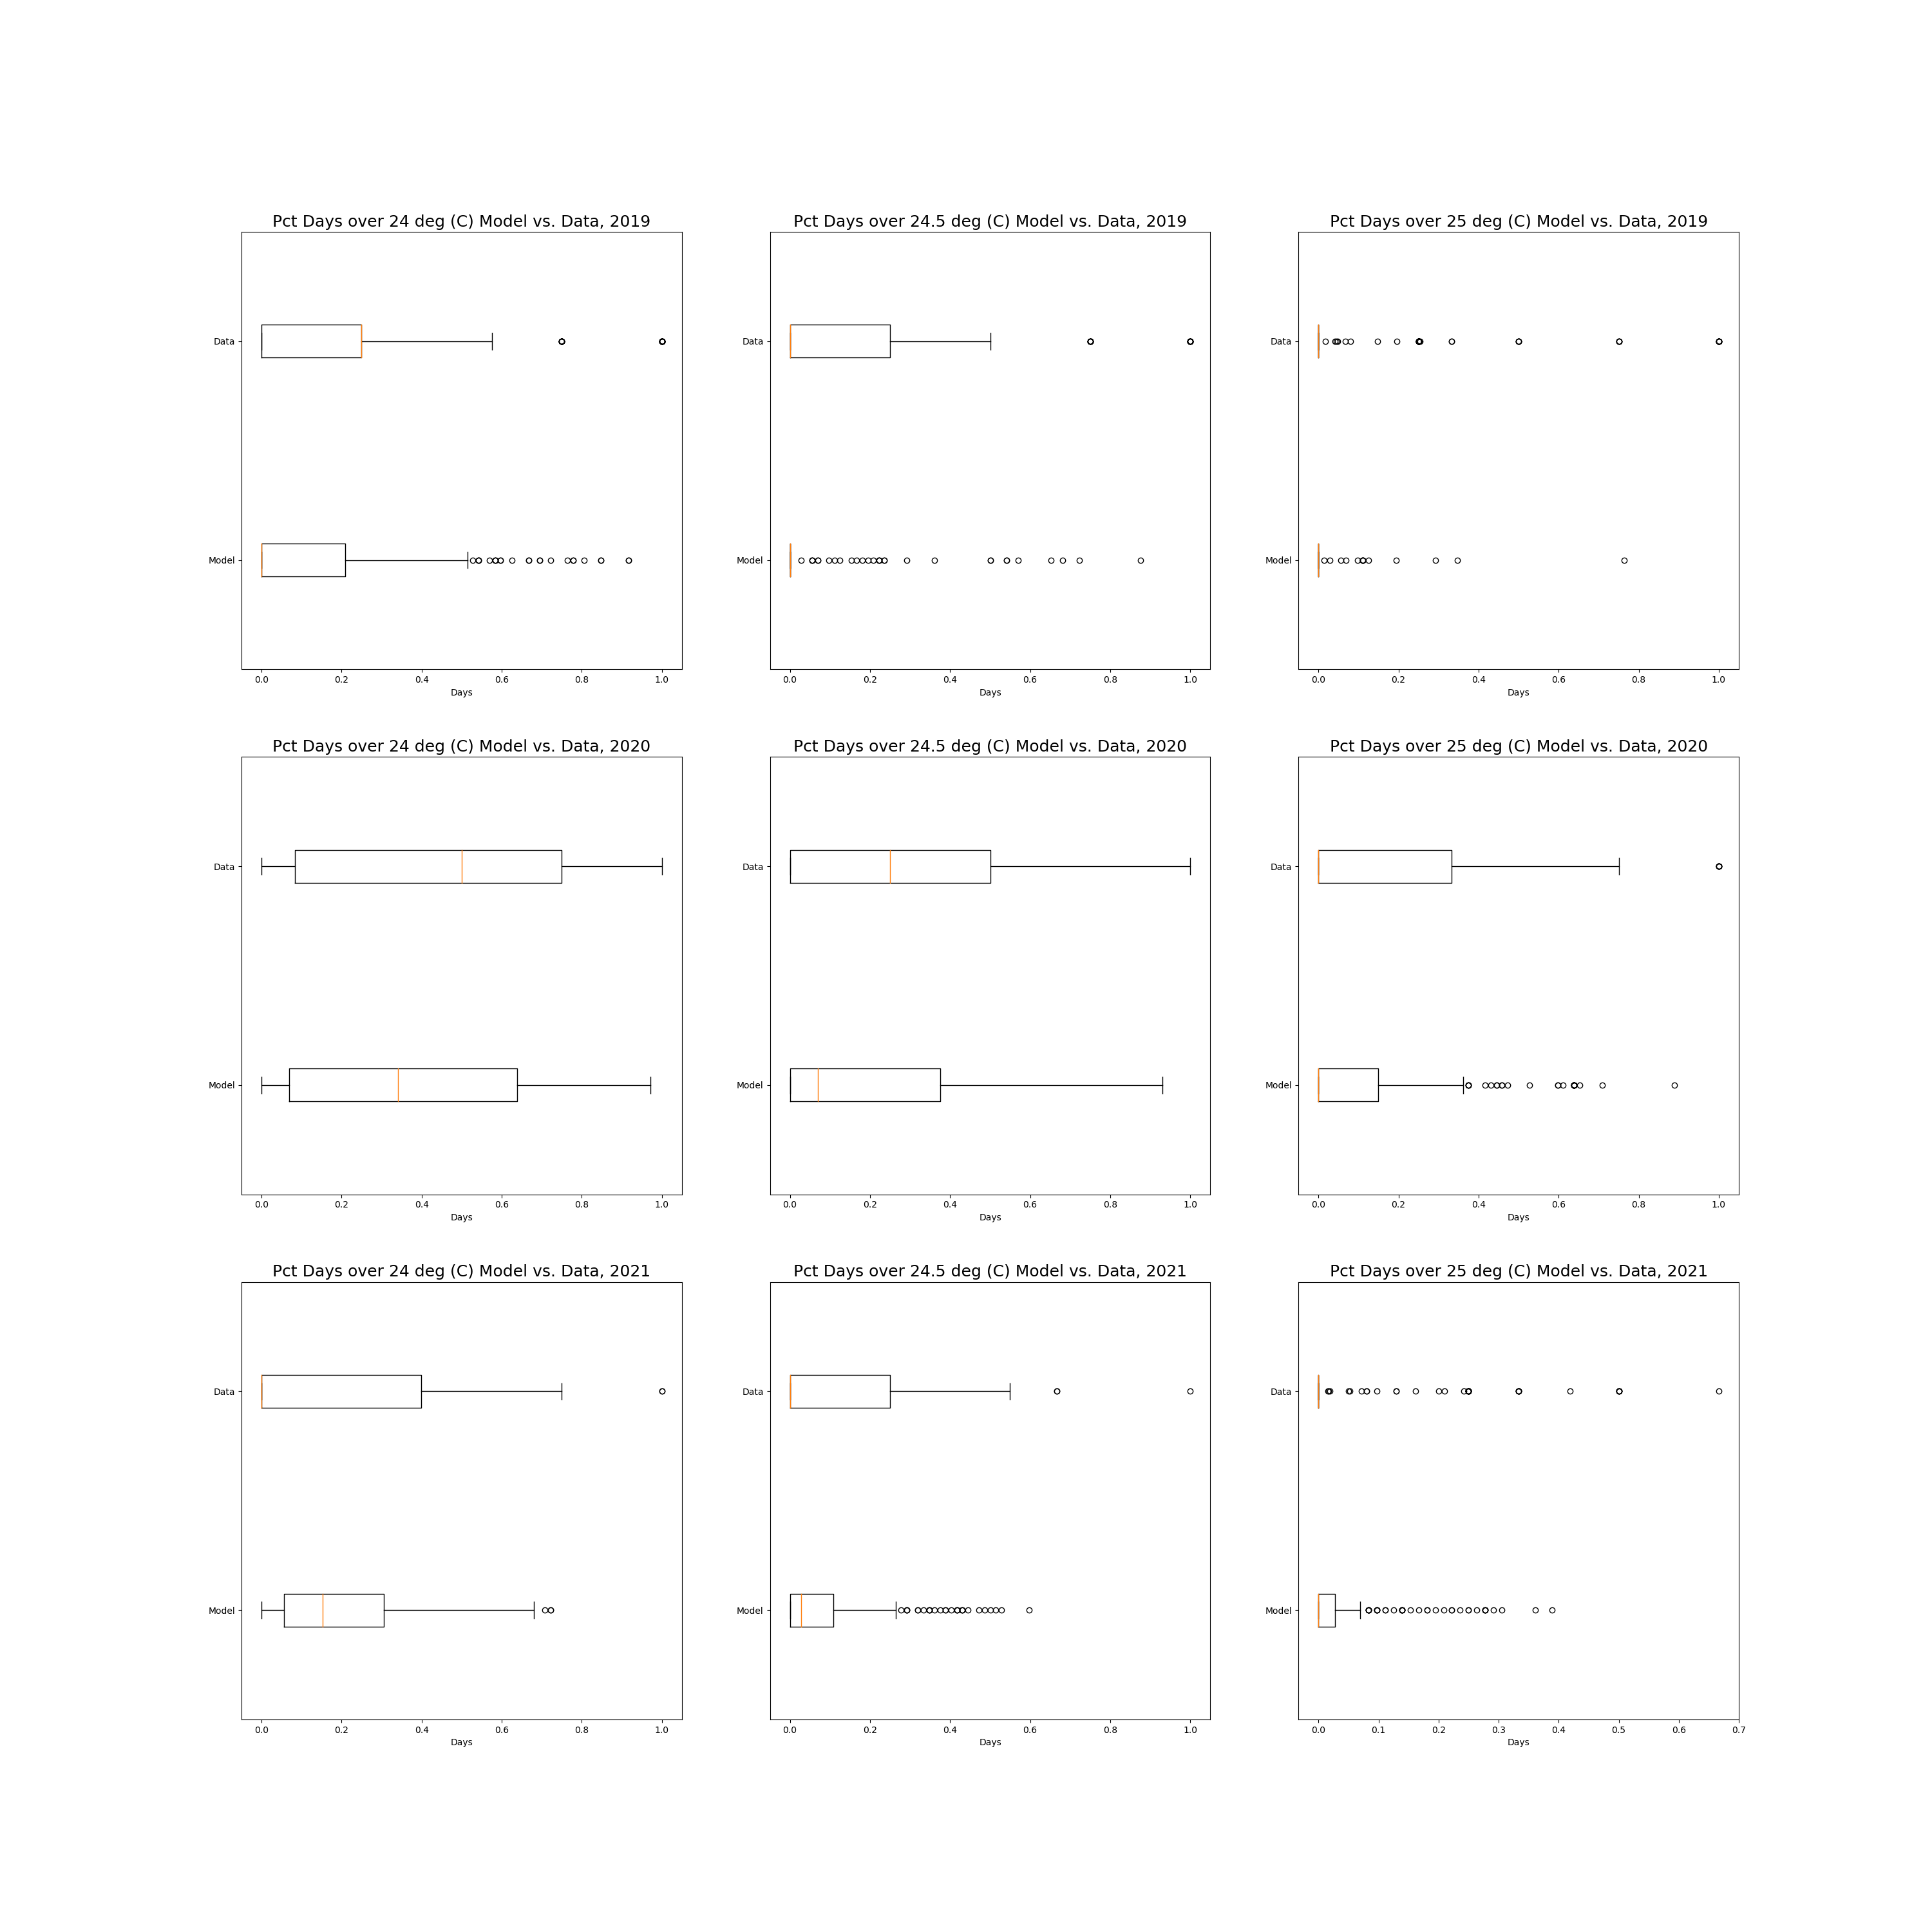 Pct Days over 24 deg (C) Model vs. Data, 2019
Data
Model
0.0 0.2 0.4 0.6 0.8 1.0
Days
Pct Days over 24.5 deg (C) Model vs. Data, 2019
Data
Model
0.0 0.2 0.4 0.6 0.8 1.0
Days
Pct Days over 25 deg (C) Model vs. Data, 2019
Data
Model
0.0 0.2 0.4 0.6 0.8 1.0
Days
Pct Days over 24 deg (C) Model vs. Data, 2020
Data
Model
0.0 0.2 0.4 0.6 0.8 1.0
Days
Pct Days over 24.5 deg (C) Model vs. Data, 2020
Data
Model
0.0 0.2 0.4 0.6 0.8 1.0
Days
Pct Days over 25 deg (C) Model vs. Data, 2020
Data
Model
0.0 0.2 0.4 0.6 0.8 1.0
Days
Pct Days over 24 deg (C) Model vs. Data, 2021
Data
Model
0.0 0.2 0.4 0.6 0.8 1.0
Days
Pct Days over 24.5 deg (C) Model vs. Data, 2021
Data
Model
0.0 0.2 0.4 0.6 0.8 1.0
Days
Pct Days over 25 deg (C) Model vs. Data, 2021
Data
Model
0.0 0.1 0.2 0.3 0.4 0.5 0.6 0.7
Days